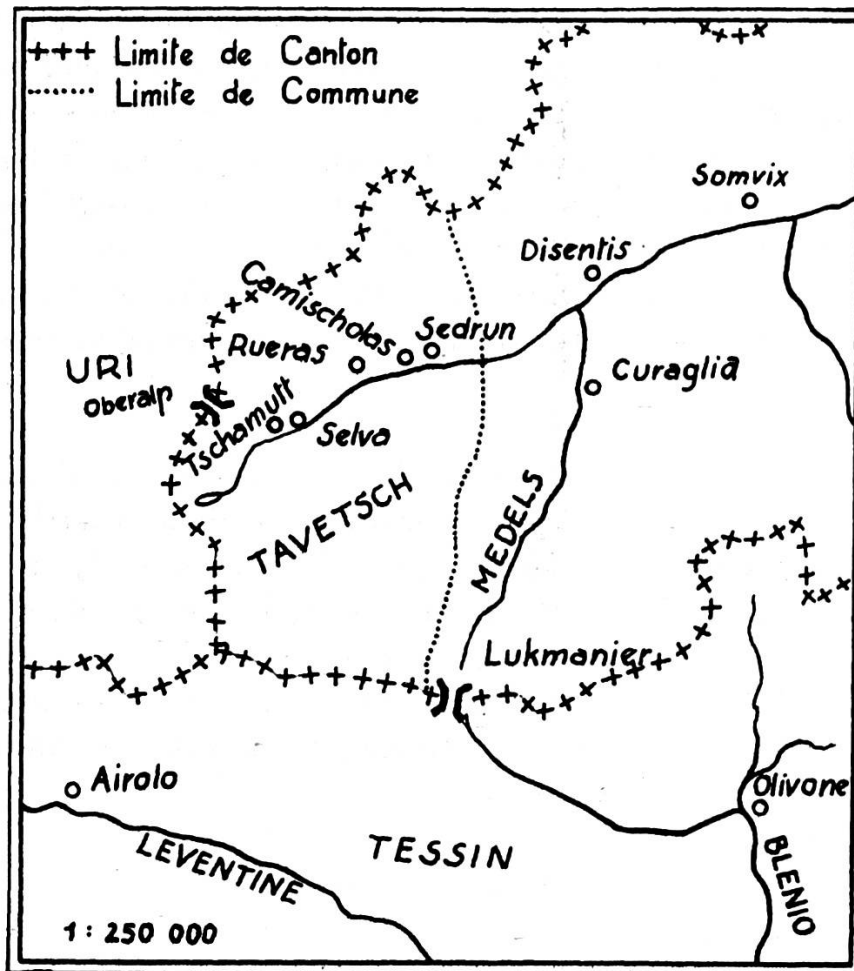 +++ Limite de Canton
........ Limite de Commune
Somvix
Disentis
Camischolas
Sedrun
Rueras
URI
Oberalp
Curaglia
Tschamutt
Selva
TAVETSCH
MEDELS
Lukmanier
Airolo
Olivone
LEVENTINE
TESSIN
BLENIO
1: 250 000